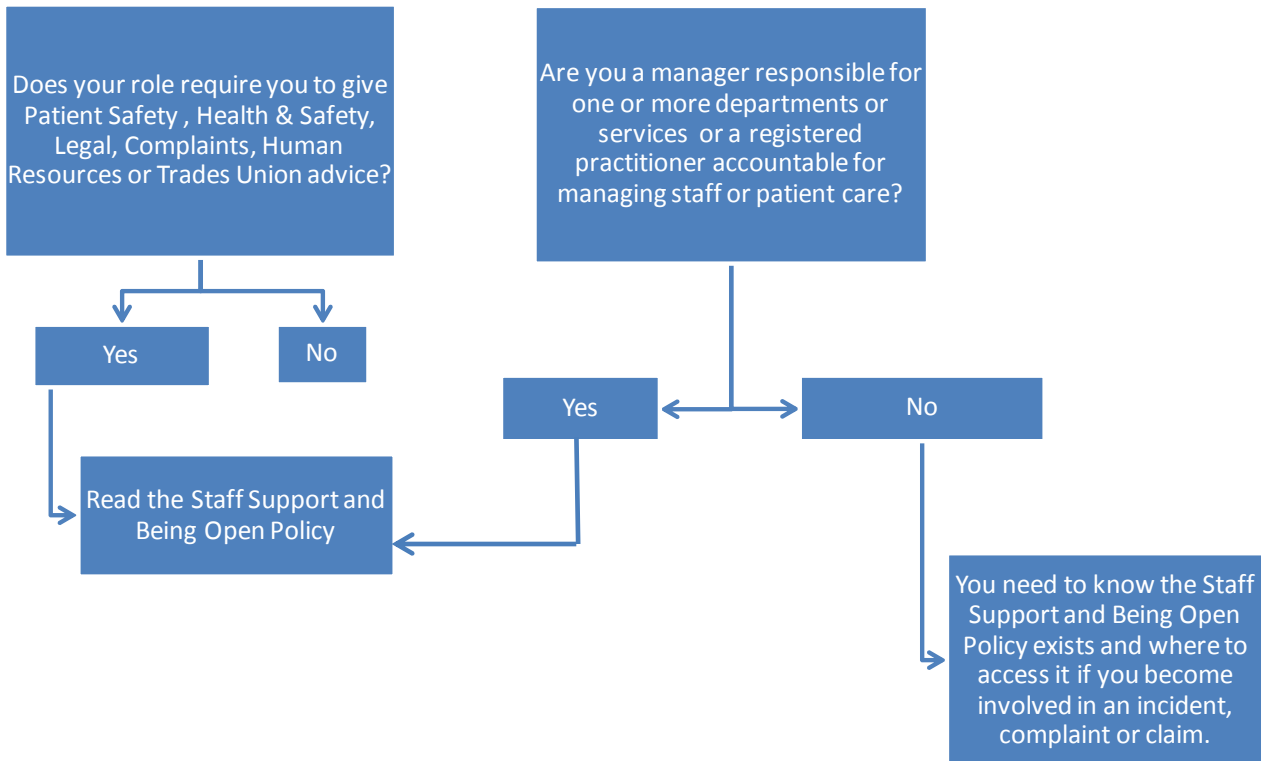 Does your role require you to give
Patient Safety , Health & Safety,
Legal, Complaints, Human
Resources or Trades Union advice?
Are you a manager responsible for
one or more departments or
services or a registered
practitioner accountable for
managing staff or patient care?
Yes
No
Yes
No
Read the Staff Support and
Being Open Policy
You need to know the Staff
Support and Being Open
Policy exists and where to
access it if you become
involved in an incident,
complaint or claim.